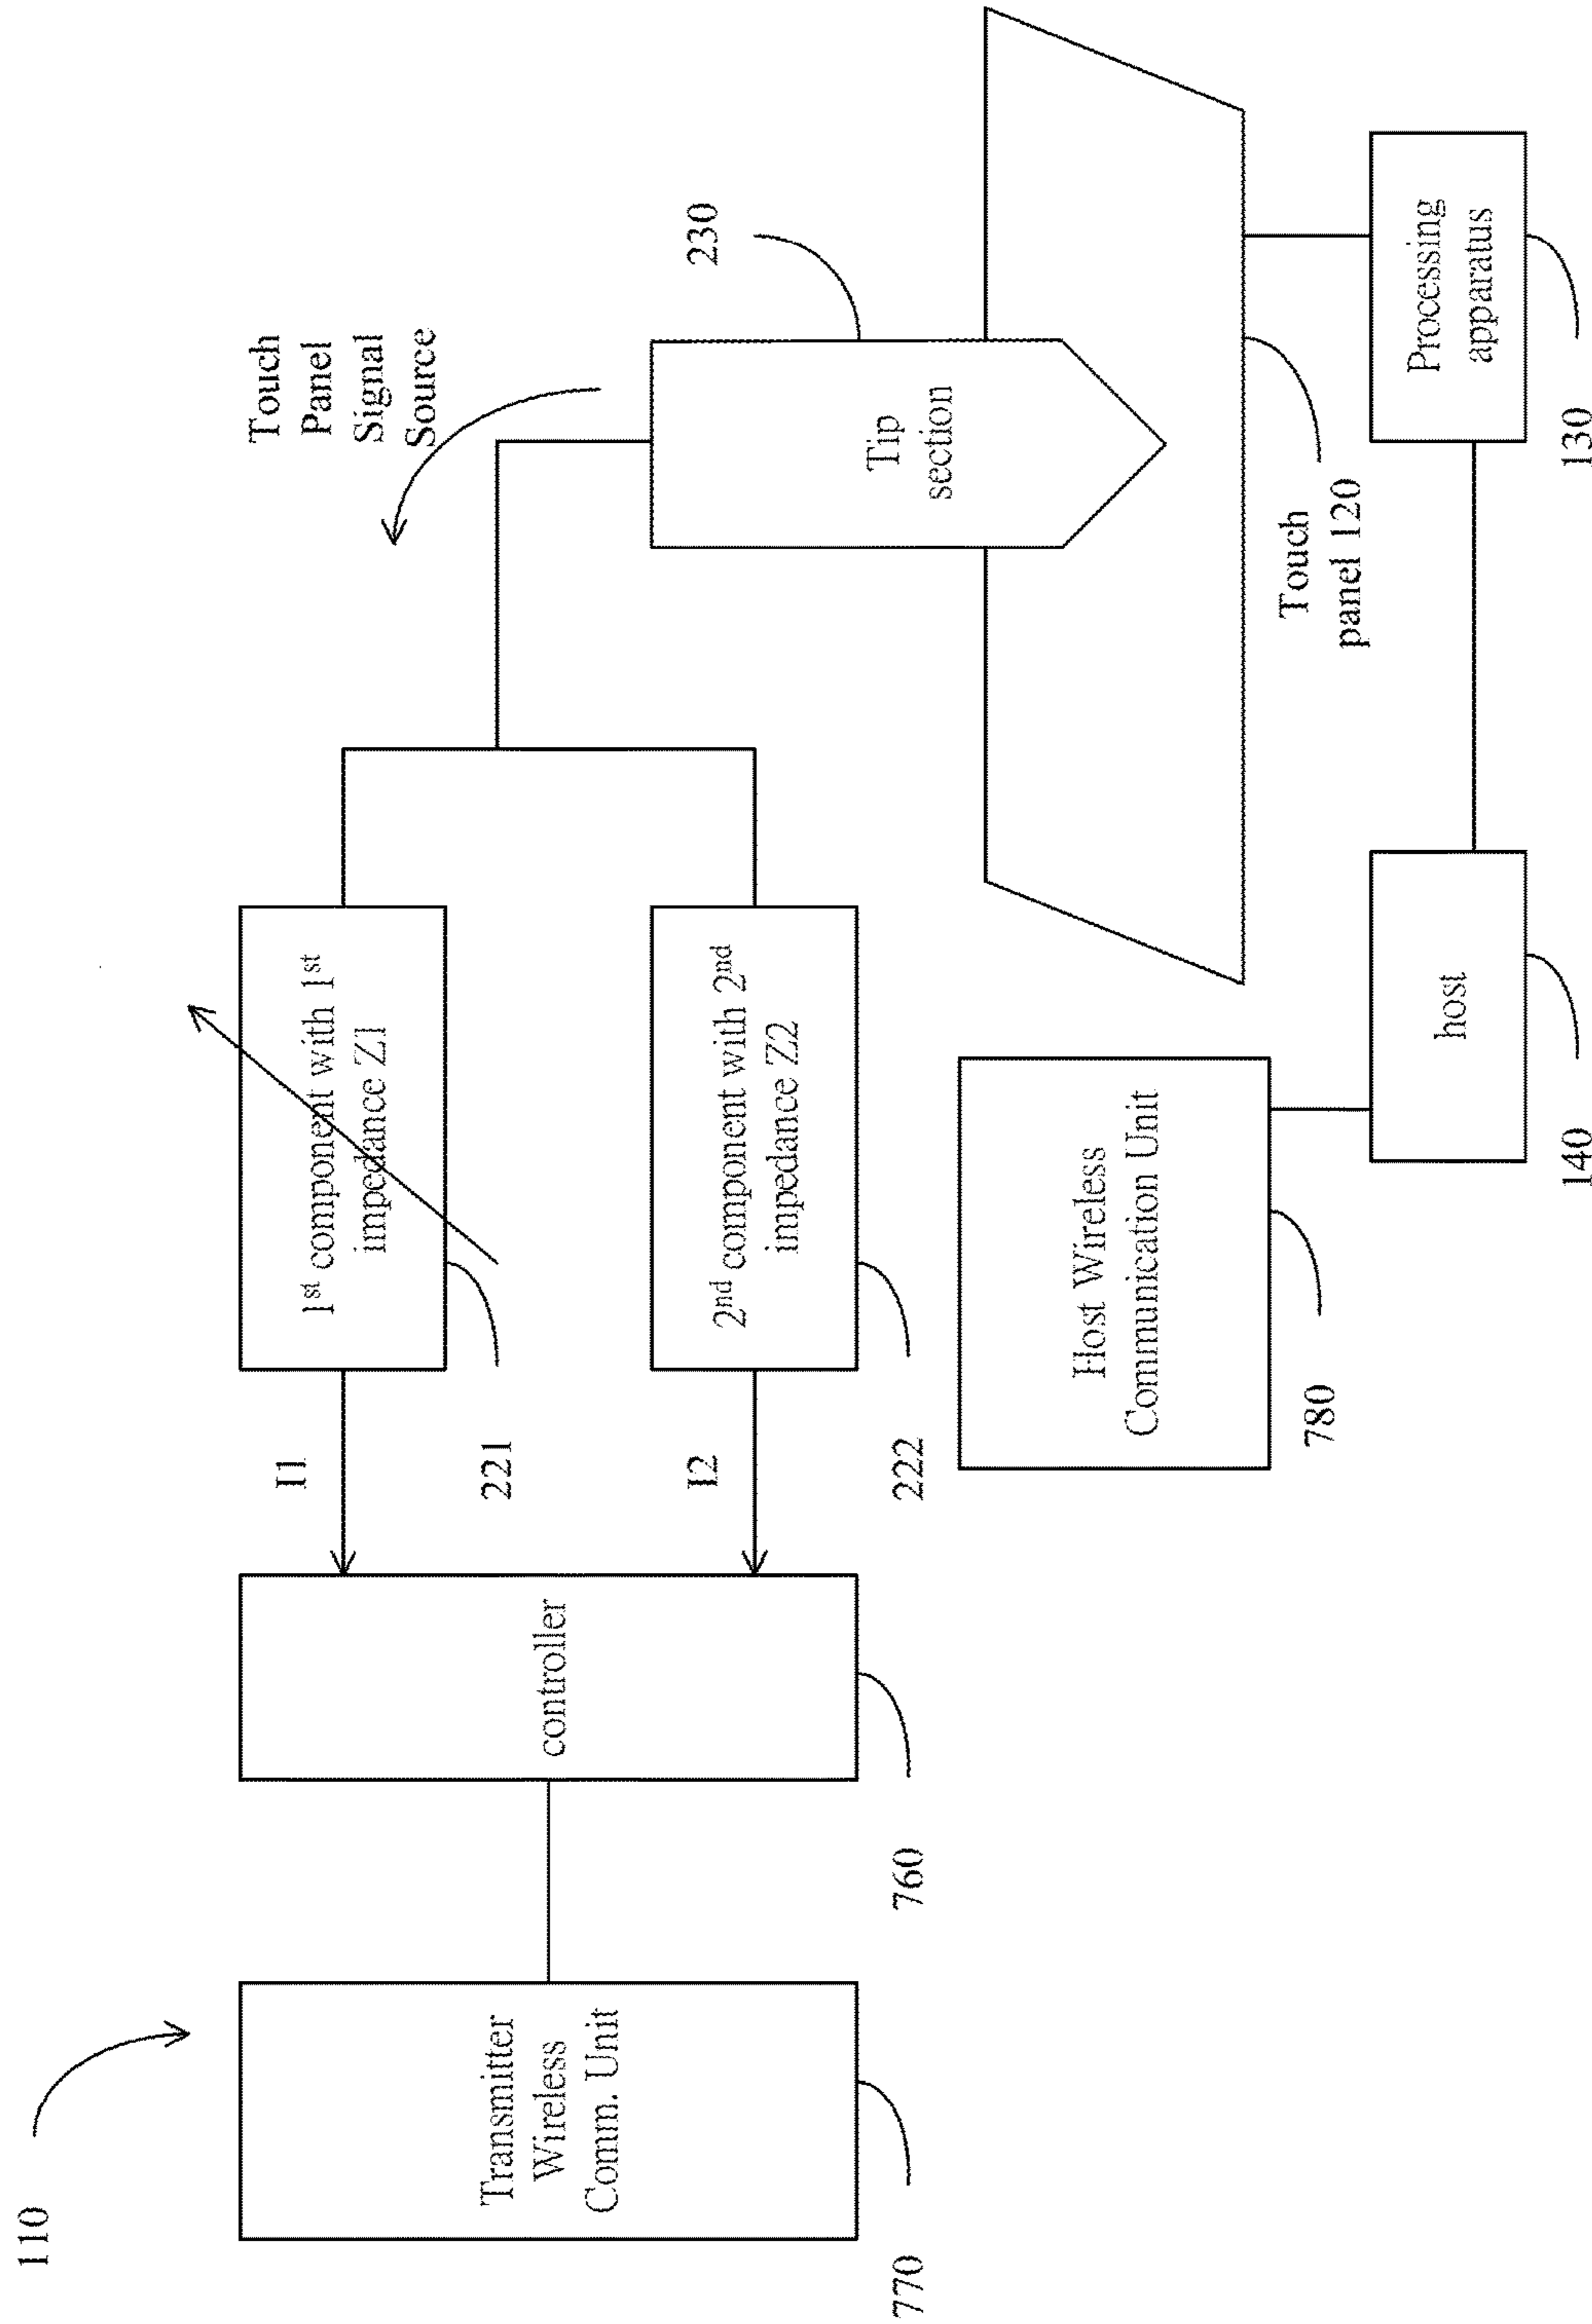 110
Transmitter
Wireless
Comm. Unit
770
controller
760
I1
I2
1st component with 1st
impedance Z1
221
2nd component with 2nd
impedance Z2
222
Touch
Panel
Signal
Source
230
Tip
section
Touch
panel 120
Host Wireless
Communication Unit
780
host
140
Processing
apparatus
130